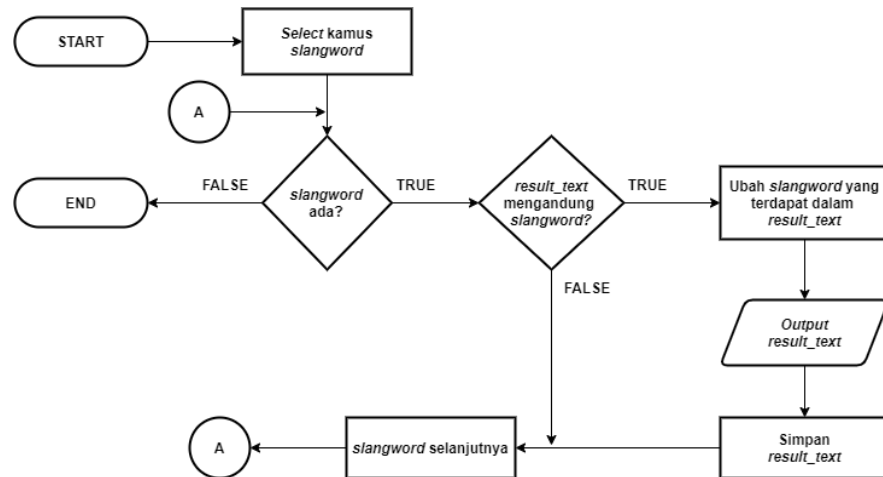 START
Select kamus
slangword
A
FALSE
slangword
ada?
TRUE
result_text
mengandung
slangword?
TRUE
Ubah slangword yang
terdapat dalam
result_text
END
FALSE
Output
result_text
A
slangword selanjutnya
Simpan
result_text